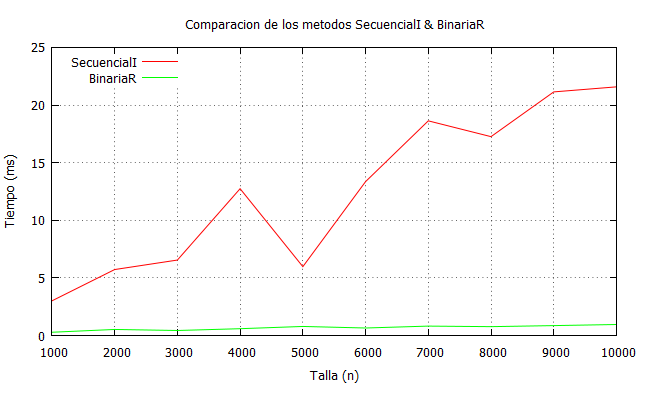 Comparacion de los metodos SecuencialI & BinariaR
25
SecuencialI
BinariaR
20
15
10
5
0
Tiempo (ms)
1000 2000 3000 4000 5000 6000 7000 8000 9000 10000
Talla (n)